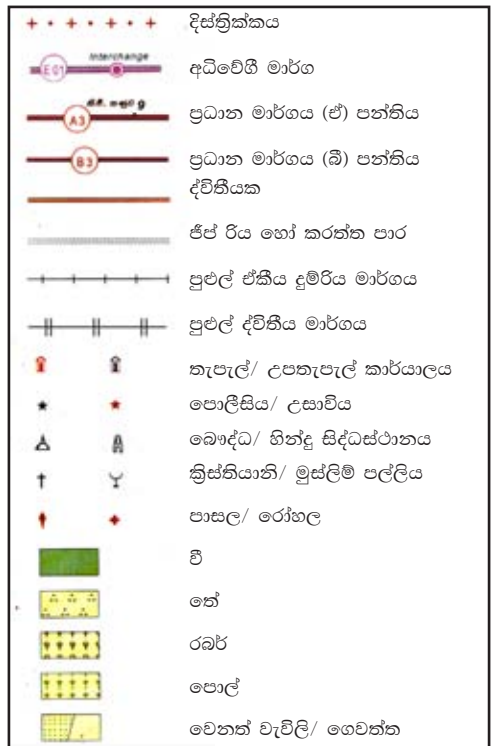 දිස්ත්‍රික්කය
Interchange
E01 අධිවේගී මාර්ග
A3 ප්‍රධාන මාර්ගය (ඒ) පන්තිය
B3 ප්‍රධාන මාර්ගය (බී) පන්තිය
ද්විතීයක
ජීප් රිය හෝ කරත්ත පාර
පුළුල් ඒකීය දුම්රිය මාර්ගය
පුළුල් ද්විතීය මාර්ගය
තැපැල්/ උපතැපැල් කාර්යාලය
පොලීසිය/ උසාවිය
බෞද්ධ/ හින්දු සිද්ධස්ථානය
ක්‍රිස්තියානි/ මුස්ලිම් පල්ලිය
පාසල/ රෝහල
වී
තේ
රබර්
පොල්
වෙනත් වැවිලි/ ගෙවත්ත